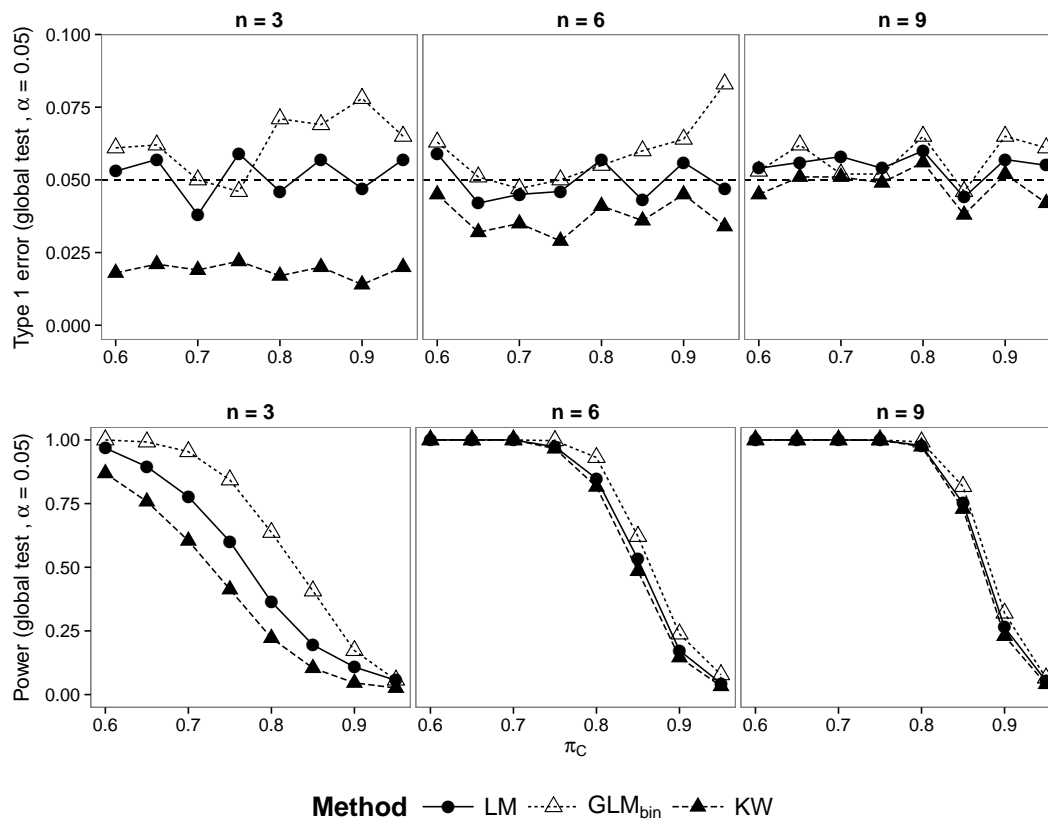 n = 3 n = 6 n = 9
Type 1 error (global test , α = 0.05)
0.100
0.075
0.050
0.025
0.000
0.6 0.7 0.8 0.9 0.6 0.7 0.8 0.9 0.6 0.7 0.8 0.9
n = 3 n = 6 n = 9
Power (global test , α = 0.05)
1.00
0.75
0.50
0.25
0.00
0.6 0.7 0.8 0.9 0.6 0.7 0.8 0.9 0.6 0.7 0.8 0.9
πC
Method LM GLMbin KW